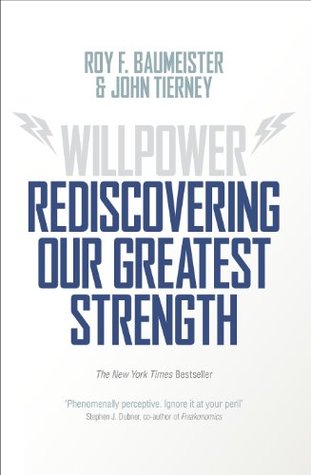 ROY F. BAUMEISTER
& JOHN TIERNEY
WILLPOWER
REDISCOVERING
OUR GREATEST
STRENGTH
The New York Times Bestseller
'Phenomenally perceptive. Ignore it at your peril'
Stephen J. Dubner, co-author of Freakonomics